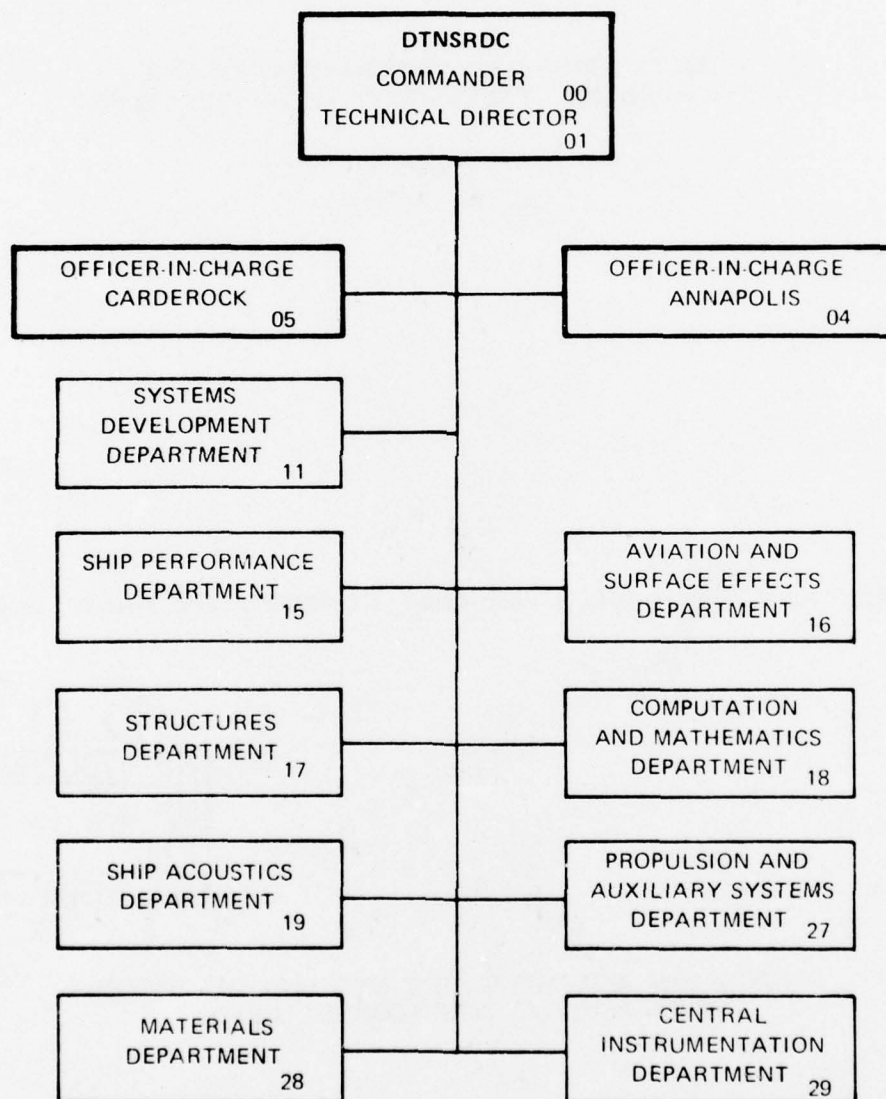 DTNSRDC
COMMANDER
00
TECHNICAL DIRECTOR
01
OFFICER-IN-CHARGE
CARDEROCK
05
OFFICER-IN-CHARGE
ANNAPOLIS
04
SYSTEMS
DEVELOPMENT
DEPARTMENT
11
SHIP PERFORMANCE
DEPARTMENT
15
AVIATION AND
SURFACE EFFECTS
DEPARTMENT
16
STRUCTURES
DEPARTMENT
17
COMPUTATION
AND MATHEMATICS
DEPARTMENT
18
SHIP ACOUSTICS
DEPARTMENT
19
PROPULSION AND
AUXILIARY SYSTEMS
DEPARTMENT
27
MATERIALS
DEPARTMENT
28
CENTRAL
INSTRUMENTATION
DEPARTMENT
29